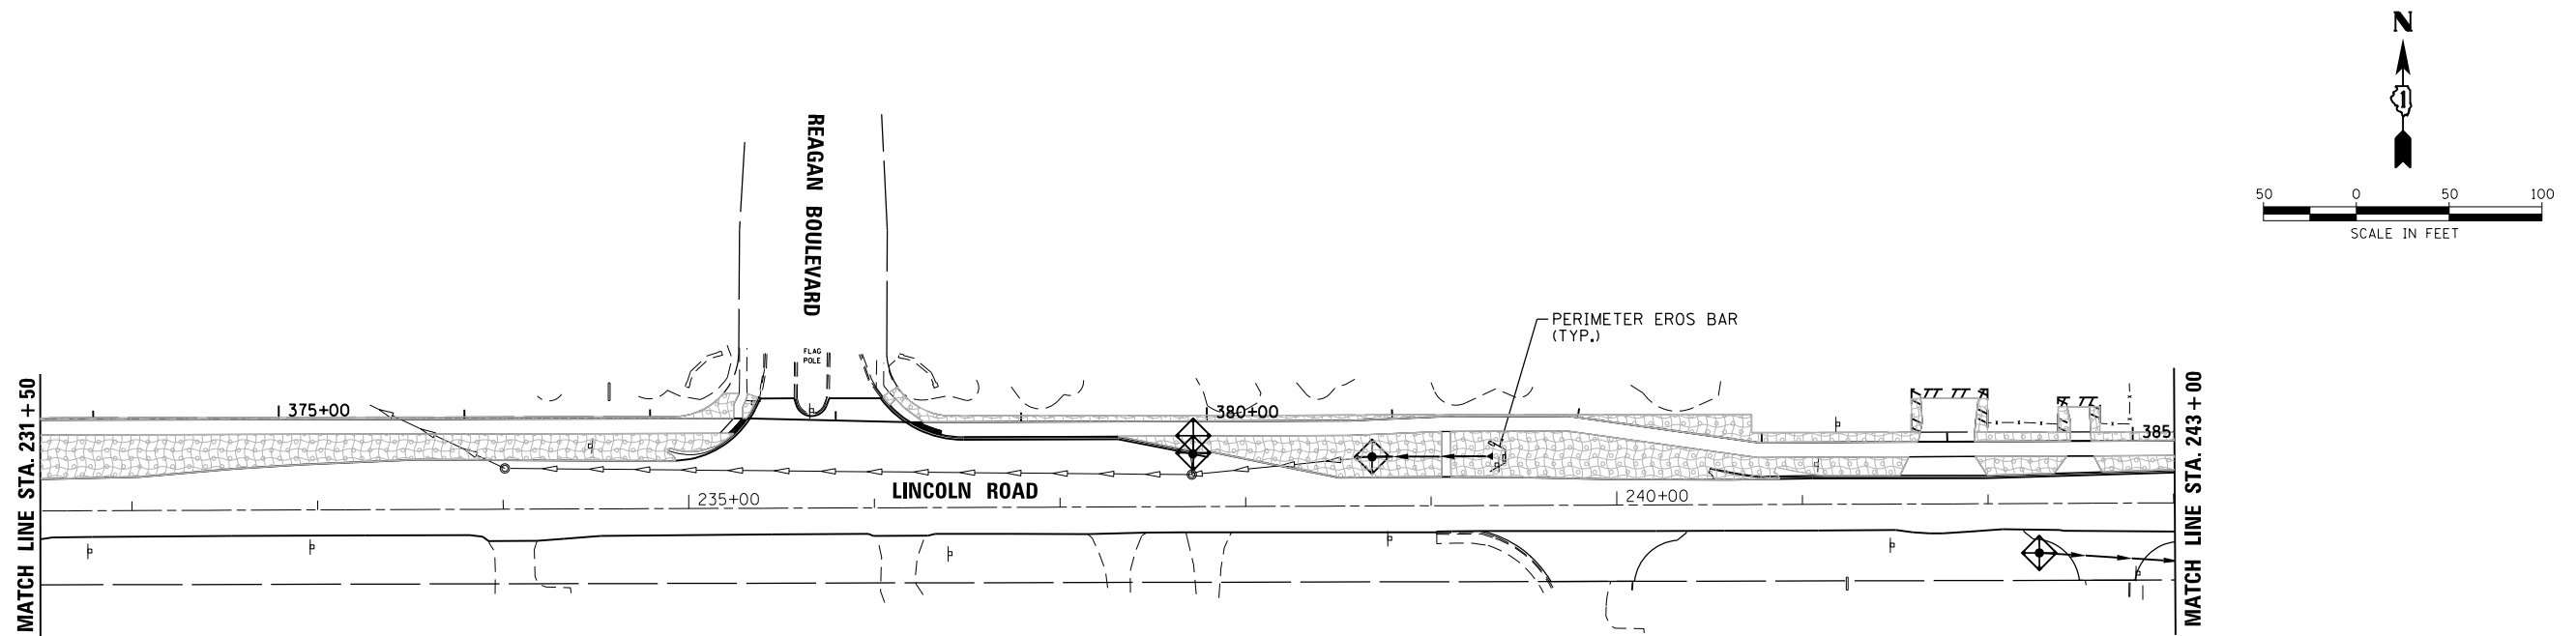 N
1
50 0 50 100
SCALE IN FEET
REAGAN BOULEVARD
FLAG
POLE
PERIMETER EROS BAR
(TYP.)
MATCH LINE STA. 231+50
375+00
380+00
385
LINCOLN ROAD
235+00
240+00
MATCH LINE STA. 243+00